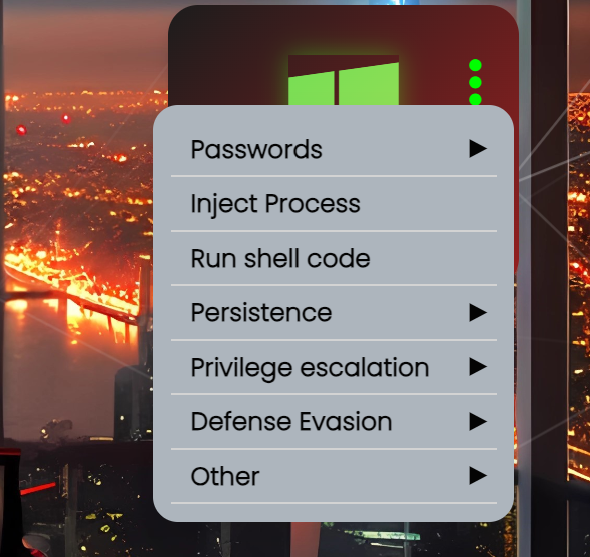 Passwords
Inject Process
Run shell code
Persistence
Privilege escalation
Defense Evasion
Other